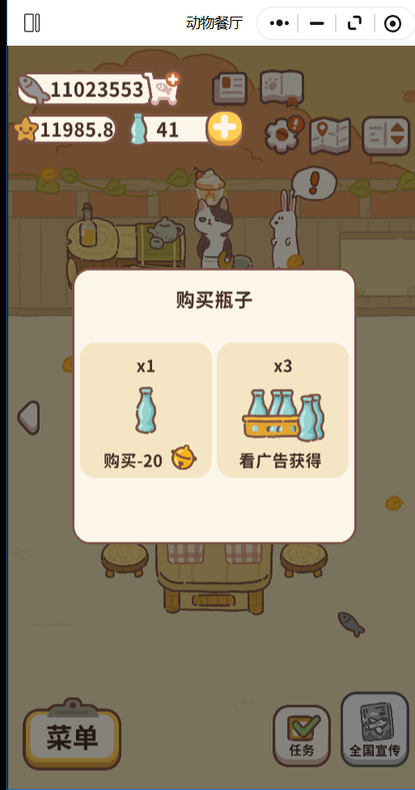 动物餐厅
11023553
11985.8
41
购买瓶子
x1
x3
购买-20
看广告获得
菜单
任务
全国宣传